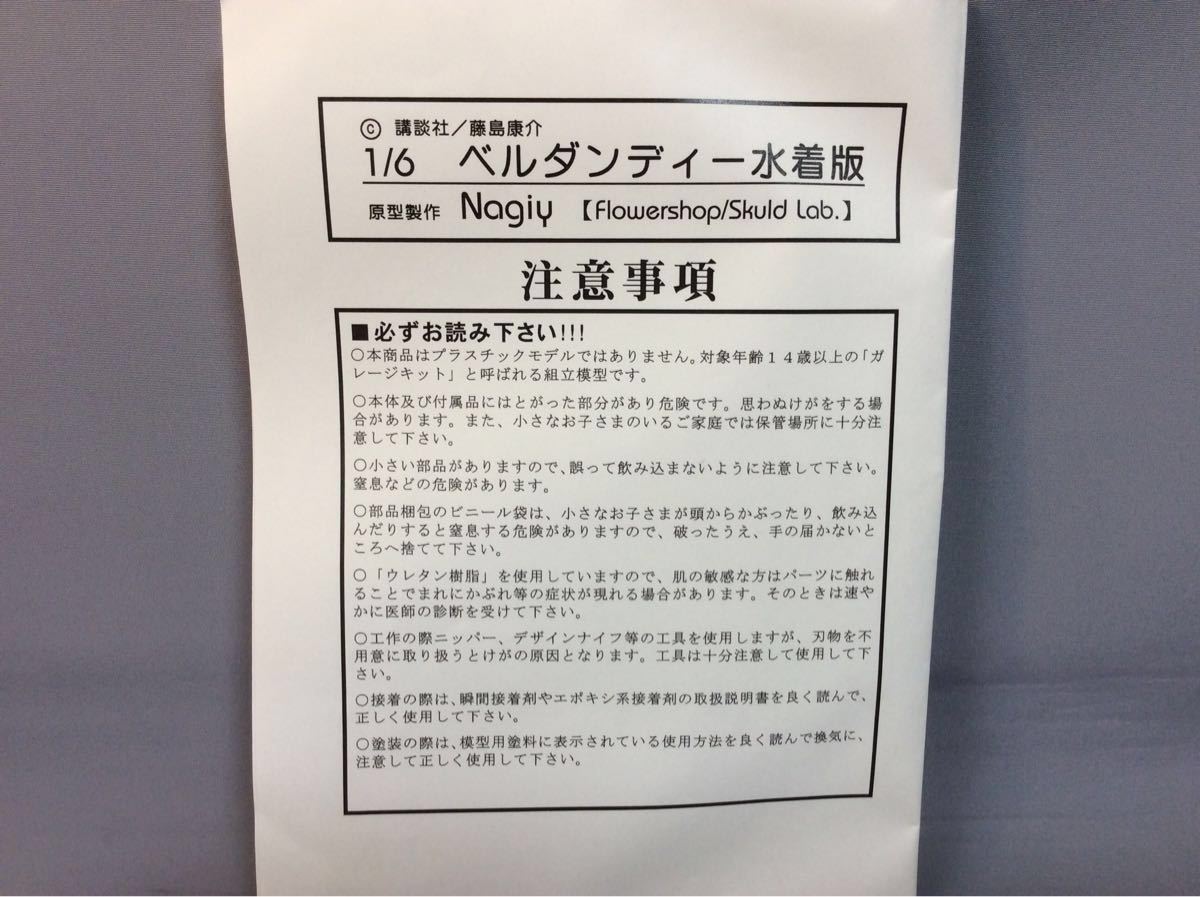 © 講談社／藤島康介
1/6 ベルダンディー水着版
原型製作 Nagiy 【Flowershop/Skuld Lab.】
注意事項
■必ずお読み下さい!!!
○本商品はプラスチックモデルではありません。対象年齢１４歳以上の「ガ
レージキット」と呼ばれる組立模型です。
○本体及び付属品にはとがった部分があり危険です。思わぬけがをする場
合があります。また、小さなお子さまのいるご家庭では保管場所に十分注
意して下さい。
○小さい部品がありますので、誤って飲み込まないように注意して下さい。
窒息などの危険があります。
○部品梱包のビニール袋は、小さなお子さまが頭からかぶったり、飲み込
んだりすると窒息する危険がありますので、破ったうえ、手の届かないと
ころへ捨てて下さい。
○「ウレタン樹脂」を使用していますので、肌の敏感な方はパーツに触れ
ることでまれにかぶれ等の症状が現れる場合があります。そのときは速や
かに医師の診断を受けて下さい。
○工作の際ニッパー、デザインナイフ等の工具を使用しますが、刃物を不
用意に取り扱うとけがの原因となります。工具は十分注意して使用して下
さい。
○接着の際は、瞬間接着剤やエポキシ系接着剤の取扱説明書を良く読んで、
正しく使用して下さい。
○塗装の際は、模型用塗料に表示されている使用方法を良く読んで換気に、
注意して正しく使用して下さい。